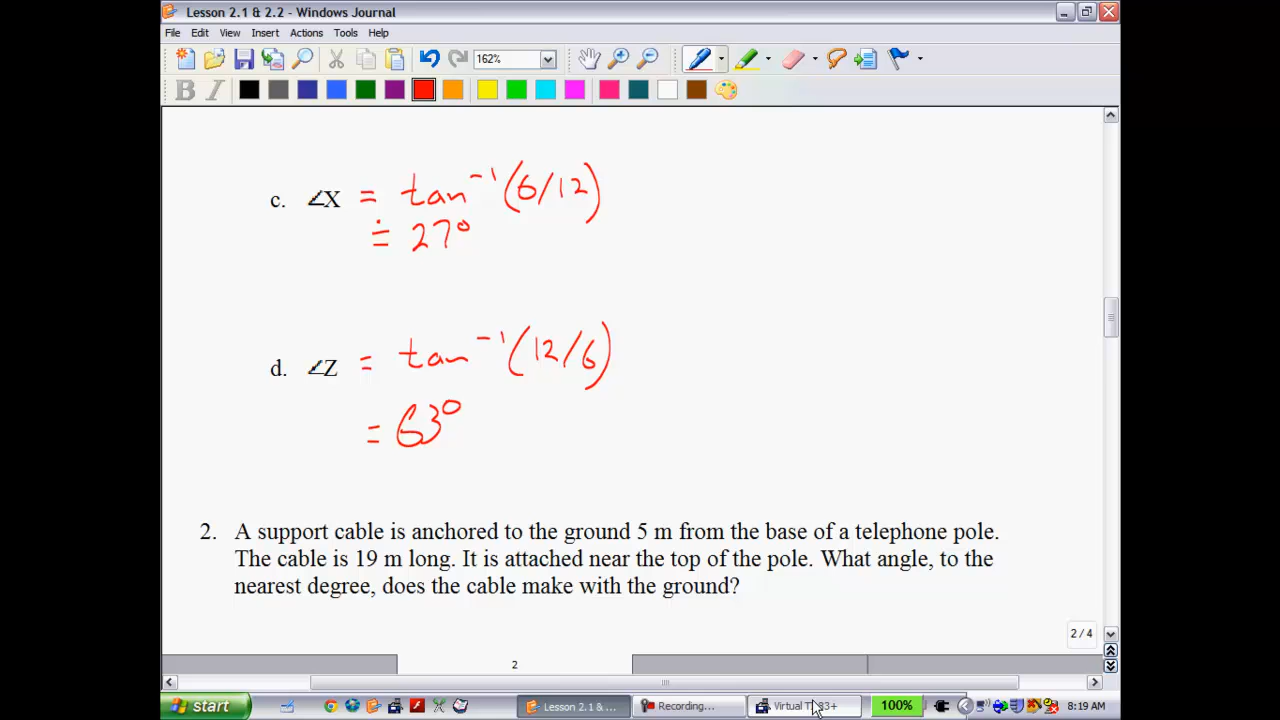 Lesson 2.1 & 2.2 - Windows Journal
File Edit View Insert Actions Tools Help
162%
B I
c. ∠X = tan⁻¹(6/12)
≐ 27°
d. ∠Z = tan⁻¹(12/6)
= 63°
2. A support cable is anchored to the ground 5 m from the base of a telephone pole.
The cable is 19 m long. It is attached near the top of the pole. What angle, to the
nearest degree, does the cable make with the ground?
2 / 4
2
start Lesson 2.1 & ... Recording... Virtual 83+ 100% 8:19 AM